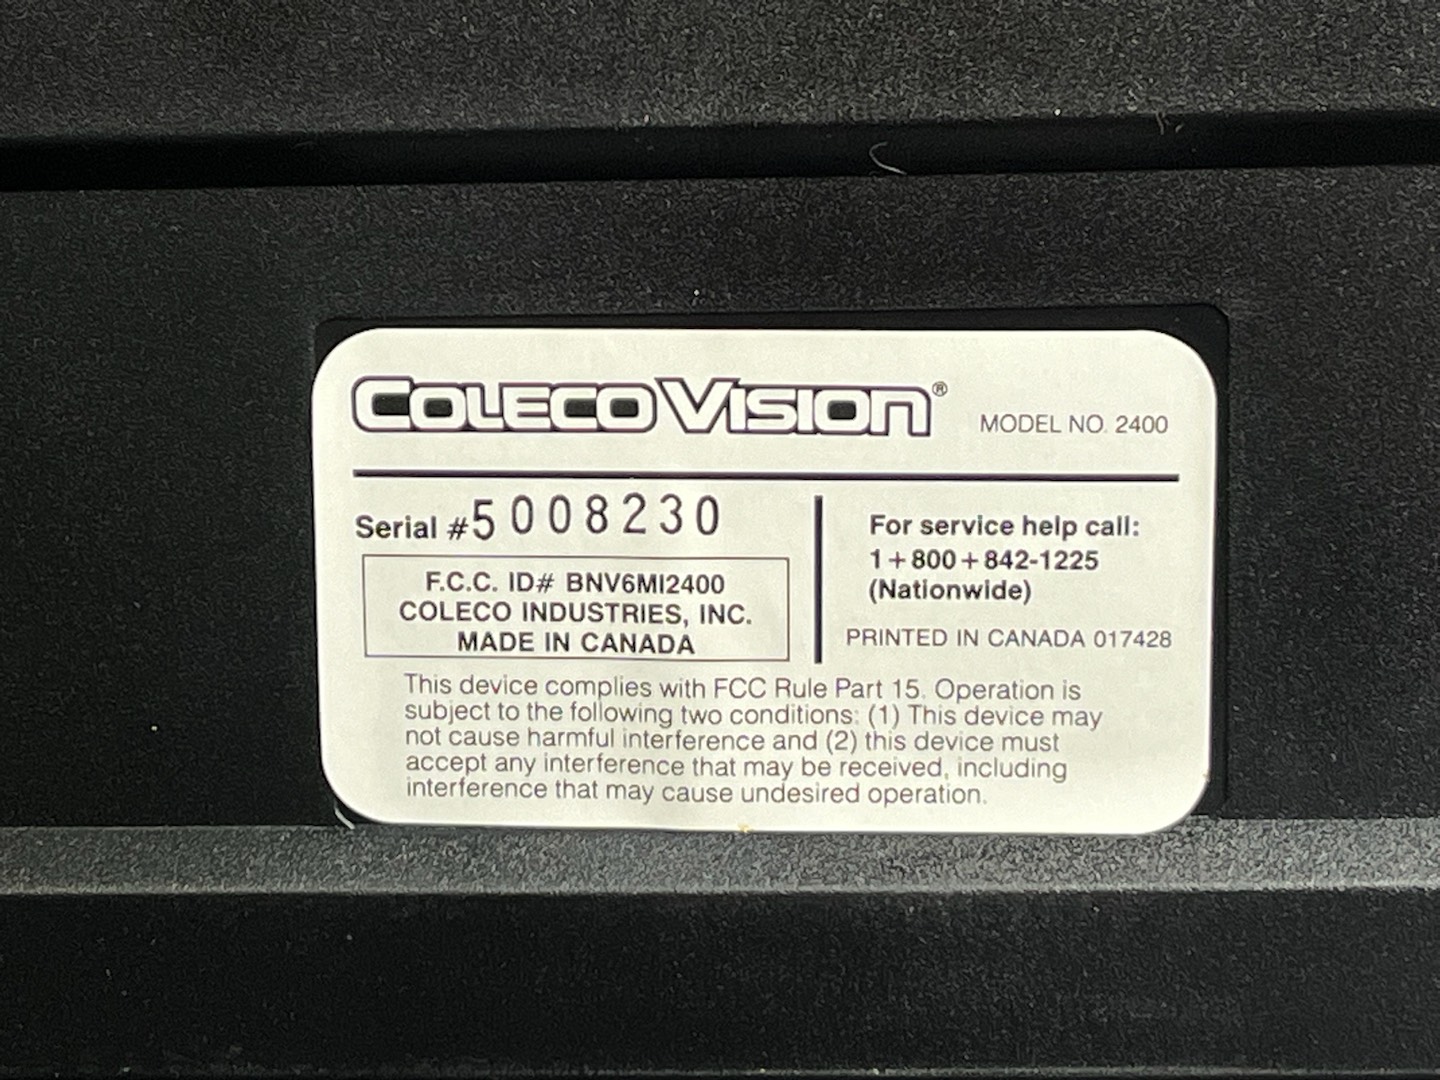 COLECOVISION®
MODEL NO. 2400
Serial #5008230
F.C.C. ID# BNV6MI2400
COLECO INDUSTRIES, INC.
MADE IN CANADA
For service help call:
1+800+842-1225
(Nationwide)
PRINTED IN CANADA 017428
This device complies with FCC Rule Part 15. Operation is
subject to the following two conditions: (1) This device may
not cause harmful interference and (2) this device must
accept any interference that may be received, including
interference that may cause undesired operation.